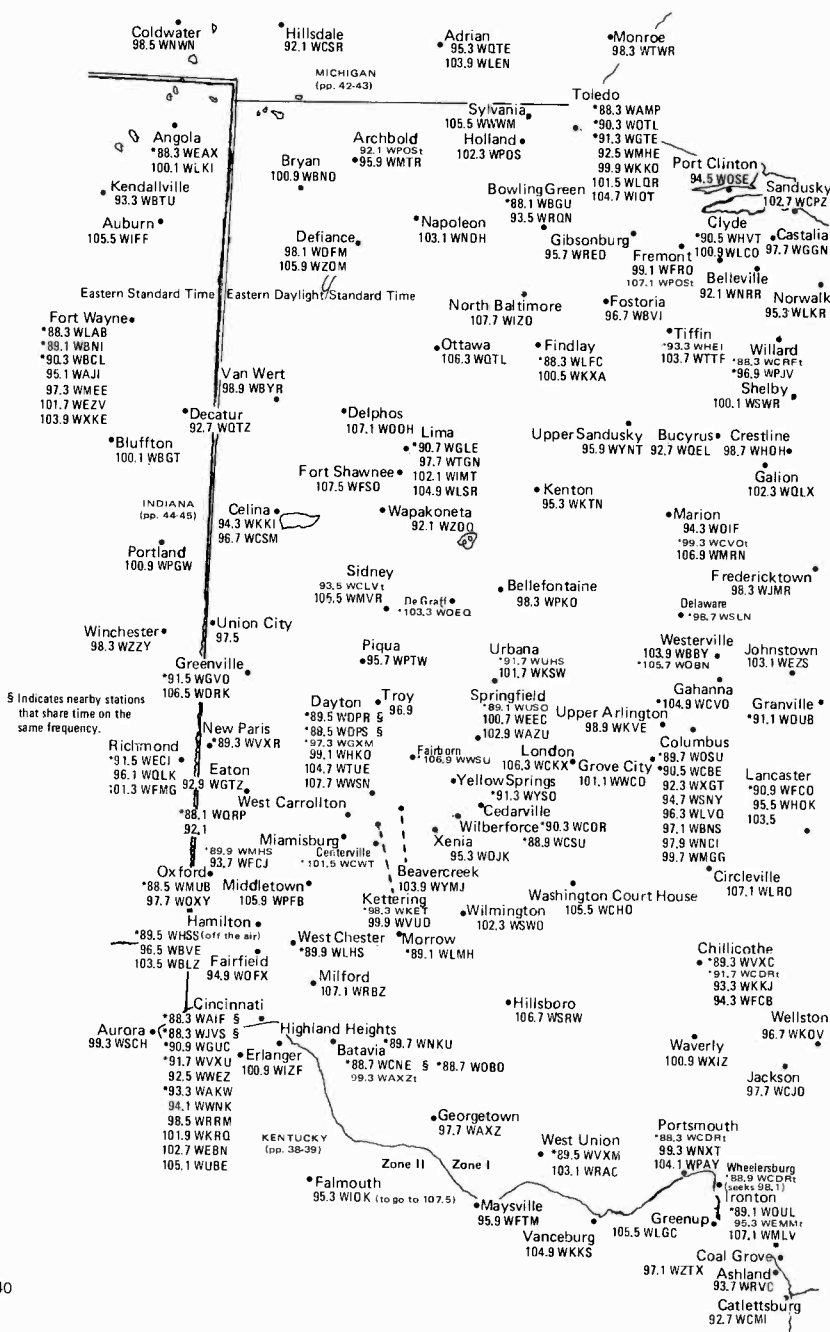 Coldwater
98.5 WNWN
Hillsdale
92.1 WCSR
Adrian
95.3 WQTE
103.9 WLEN
Monroe
98.3 WTWR
MICHIGAN
(pp. 42-43)
Toledo
*88.3 WAMP
*90.3 WOTL
*91.3 WGTE
92.5 WMHE
99.9 WKKO
101.5 WLQR
104.7 WIOT
Sylvania
105.5 WWWM
Holland
102.3 WPOS
Angola
*88.3 WEAX
100.1 WLKI
Archbold
92.1 WPOSt
*95.9 WMTR
Bryan
100.9 WBNO
Port Clinton
94.5 WOSE
Sandusky
102.7 WCPZ
Kendallville
93.3 WBTU
Bowling Green
*88.1 WBGU
93.5 WRQN
Auburn
105.5 WIFF
Napoleon
103.1 WNDH
Clyde
*90.5 WHVT
100.9 WLCO
Castalia
97.7 WGGN
Defiance
98.1 WDFM
105.9 WZOM
Gibsonburg
95.7 WRED
Fremont
99.1 WFRO
107.1 WPOSt
Belleville
92.1 WNRR
Norwalk
95.3 WLKR
Eastern Standard Time
Eastern Daylight/Standard Time
North Baltimore
107.7 WIZO
Fostoria
96.7 WBVI
Fort Wayne
*88.3 WLAB
*89.1 WBNI
*90.3 WBCL
95.1 WAJI
97.3 WMEE
101.7 WEZV
103.9 WXKE
Ottawa
106.3 WQTL
Findlay
*88.3 WLFC
100.5 WKXA
Tiffin
*93.3 WHEI
103.7 WTTF
Willard
*88.3 WCRFt
*96.9 WPJV
Van Wert
98.9 WBYR
Shelby
100.1 WSWR
Decatur
92.7 WQTZ
Delphos
107.1 WDOH
Lima
*90.7 WGLE
97.7 WTGN
102.1 WIMT
104.9 WLSR
Bluffton
100.1 WBGT
Upper Sandusky
95.9 WYNT
Bucyrus
92.7 WQEL
Crestline
98.7 WHOH
Fort Shawnee
107.5 WFSO
Galion
102.3 WQLX
INDIANA
(pp. 44-45)
Celina
94.3 WKKI
96.7 WCSM
Wapakoneta
92.1 WZOQ
Kenton
95.3 WKTN
Marion
94.3 WDIF
*99.3 WCVOt
106.9 WMRN
Portland
100.9 WPGW
Sidney
93.5 WCLVt
105.5 WMVR
De Graff
*103.3 WDEQ
Bellefontaine
98.3 WPKO
Fredericktown
98.3 WJMR
Delaware
*98.7 WSLN
Winchester
98.3 WZZY
Union City
97.5
Piqua
95.7 WPTW
Urbana
*91.7 WUHS
101.7 WKSW
Westerville
103.9 WBBY
*105.7 WOBN
Johnstown
103.1 WEZS
Greenville
*91.5 WGVO
106.5 WDRK
Gahanna
*104.9 WCVO
§ Indicates nearby stations
that share time on the
same frequency.
Dayton
*89.5 WDPR §
*88.5 WDPS §
*97.3 WGXM
99.1 WHKO
104.7 WTUE
107.7 WWSN
Troy
96.9
Springfield
*89.1 WUSO
100.7 WEEC
102.9 WAZU
Upper Arlington
98.9 WKVE
Granville
*91.1 WDUB
New Paris
*89.3 WVXR
Richmond
*91.5 WECI
96.1 WQLK
101.3 WFMG
Fairborn
*106.9 WWSU
London
106.3 WCKX
Grove City
101.1 WWCD
Columbus
*89.7 WOSU
*90.5 WCBE
92.3 WXGT
94.7 WSNY
96.3 WLVQ
97.1 WBNS
97.9 WNCI
99.7 WMGG
Lancaster
*90.9 WFCO
95.5 WHOK
103.5
Eaton
92.9 WGTZ
Yellow Springs
*91.3 WYSO
West Carrollton
*88.1 WQRP
92.1
Cedarville
*90.3 WCDR
Wilberforce
*88.9 WCSU
Miamisburg
*89.9 WMHS
93.7 WFCJ
Centerville
*101.5 WCWT
Xenia
95.3 WDJK
Oxford
*88.5 WMUB
97.7 WOXY
Middletown
105.9 WPFB
Beavercreek
103.9 WYMJ
Circleville
107.1 WLRO
Kettering
*98.3 WKET
99.9 WVUD
Washington Court House
105.5 WCHO
Wilmington
102.3 WSWO
Hamilton
*89.5 WHSS (off the air)
96.5 WBVE
103.5 WBLZ
West Chester
*89.9 WLHS
Morrow
*89.1 WLMH
Chillicothe
*89.3 WVXC
*91.7 WCDRt
93.3 WKKJ
94.3 WFCB
Fairfield
94.9 WOFX
Milford
107.1 WRBZ
Hillsboro
106.7 WSRW
Wellston
96.7 WKOV
Cincinnati
*88.3 WAIF §
*88.3 WJVS §
*90.9 WGUC
*91.7 WVXU
92.5 WWEZ
*93.3 WAKW
94.1 WWNK
98.5 WRRM
101.9 WKRQ
102.7 WEBN
105.1 WUBE
Aurora
99.3 WSCH
Highland Heights
*89.7 WNKU
Erlanger
100.9 WIZF
Batavia
*88.7 WCNE § *88.7 WOBO
99.3 WAXZt
Waverly
100.9 WXIZ
Jackson
97.7 WCJO
Georgetown
97.7 WAXZ
KENTUCKY
(pp. 38-39)
Zone II
Zone I
West Union
*89.5 WVXM
103.1 WRAC
Portsmouth
*88.3 WCDRt
99.3 WNXT
104.1 WPAY
Wheelersburg
*88.9 WCDRt
(seeks 98.1)
Falmouth
95.3 WIOK (to go to 107.5)
Ironton
*89.1 WOUL
95.3 WEMMt
107.1 WMLV
Maysville
95.9 WFTM
Greenup
105.5 WLGC
Vanceburg
104.9 WKKS
Coal Grove
97.1 WZTX
Ashland
93.7 WRVC
Catlettsburg
92.7 WCMI
40